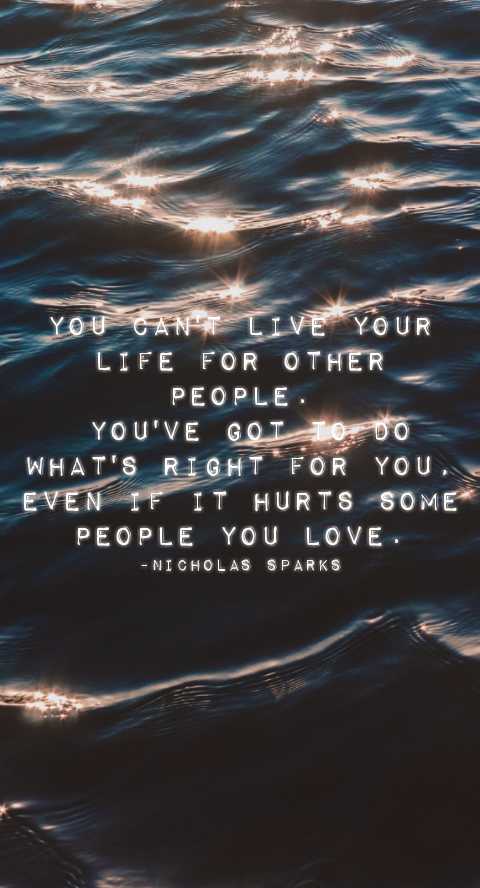 YOU CAN'T LIVE YOUR
LIFE FOR OTHER
PEOPLE.
YOU'VE GOT TO DO
WHAT'S RIGHT FOR YOU,
EVEN IF IT HURTS SOME
PEOPLE YOU LOVE.
-NICHOLAS SPARKS